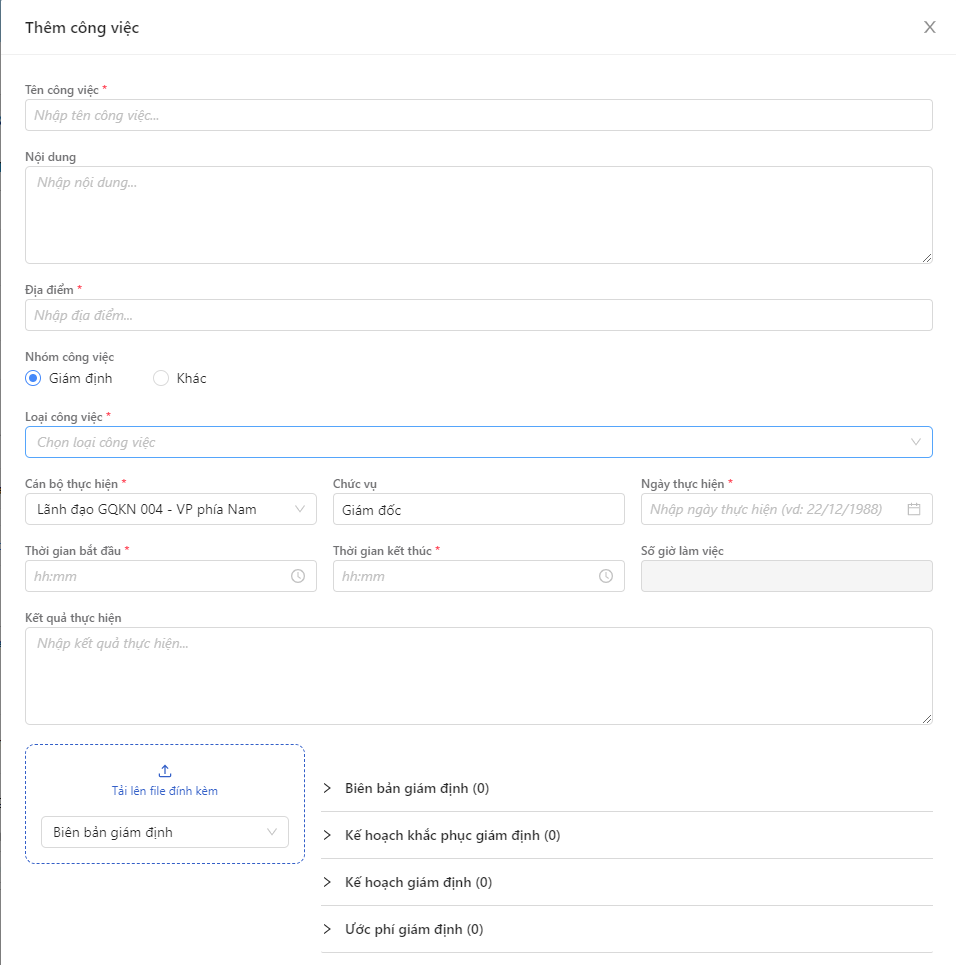 Thêm công việc
Tên công việc *
Nhập tên công việc...
Nội dung
Nhập nội dung...
Địa điểm *
Nhập địa điểm...
Nhóm công việc
Giám định Khác
Loại công việc *
Chọn loại công việc
Cán bộ thực hiện * Chức vụ Ngày thực hiện *
Lãnh đạo GQKN 004 - VP phía Nam Giám đốc Nhập ngày thực hiện (vd: 22/12/1988)
Thời gian bắt đầu * Thời gian kết thúc * Số giờ làm việc
hh:mm hh:mm
Kết quả thực hiện
Nhập kết quả thực hiện...
Tải lên file đính kèm
Biên bản giám định
Biên bản giám định (0)
Kế hoạch khắc phục giám định (0)
Kế hoạch giám định (0)
Ước phí giám định (0)